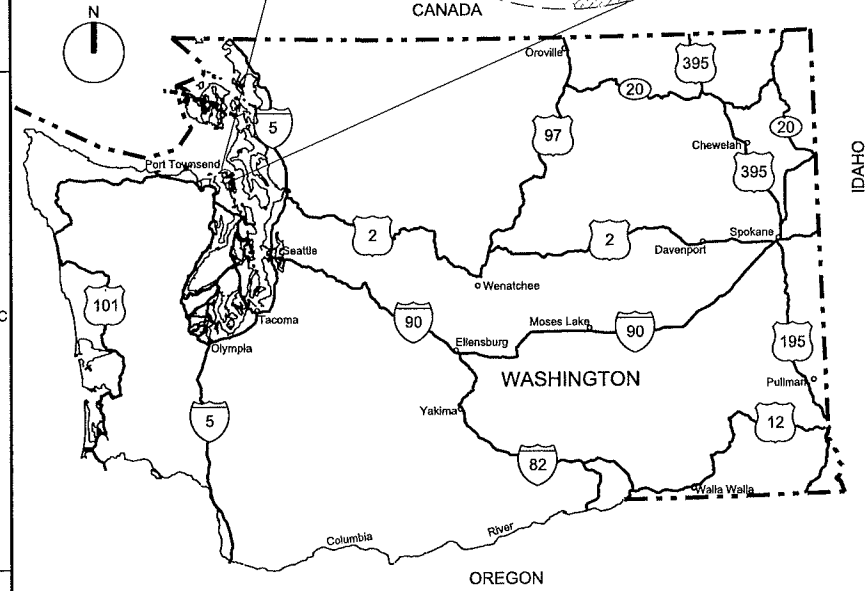 CANADA
N
Oroville
395
20
5
97
20
Chewelah
IDAHO
Port Townsend
395
2
2
Spokane
Davenport
Seattle
Wenatchee
101
90
Moses Lake
90
Tacoma
Ellensburg
195
Olympia
WASHINGTON
Pullman
Yakima
5
12
82
Walla Walla
Columbia
River
OREGON
C